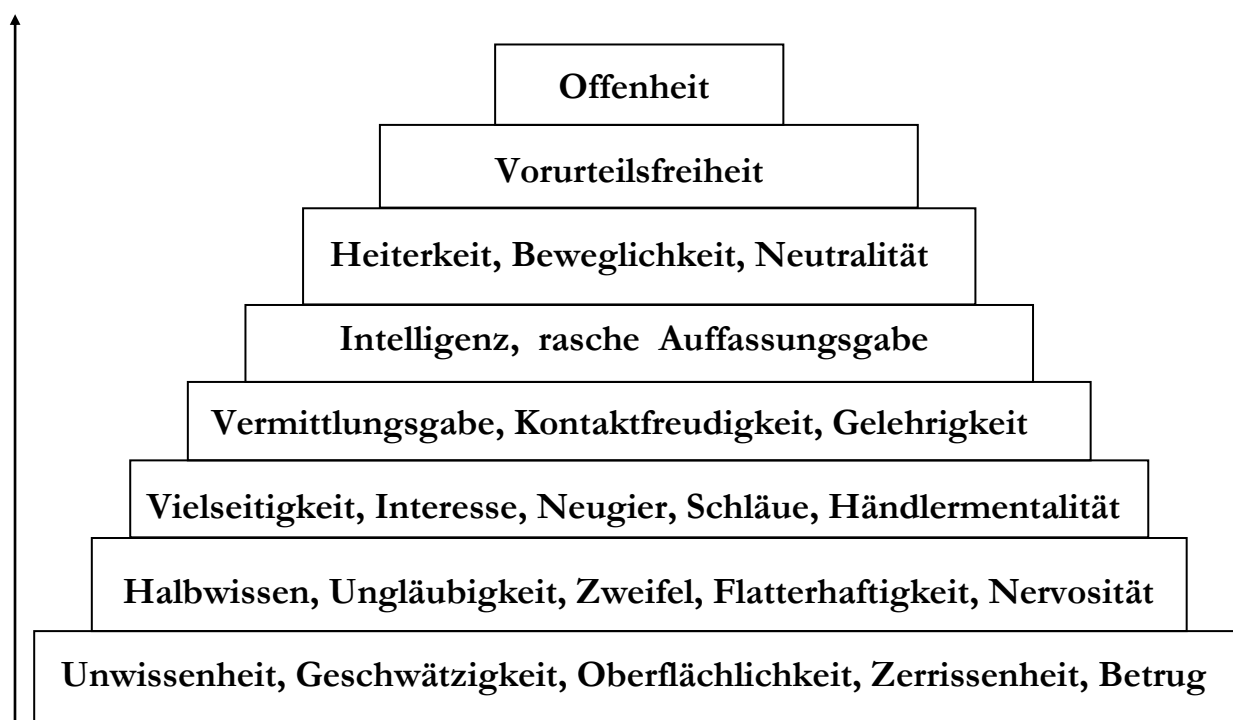 Offenheit
Vorurteilsfreiheit
Heiterkeit, Beweglichkeit, Neutralität
Intelligenz, rasche Auffassungsgabe
Vermittlungsgabe, Kontaktfreudigkeit, Gelehrigkeit
Vielseitigkeit, Interesse, Neugier, Schläue, Händlermentalität
Halbwissen, Ungläubigkeit, Zweifel, Flatterhaftigkeit, Nervosität
Unwissenheit, Geschwätzigkeit, Oberflächlichkeit, Zerrissenheit, Betrug